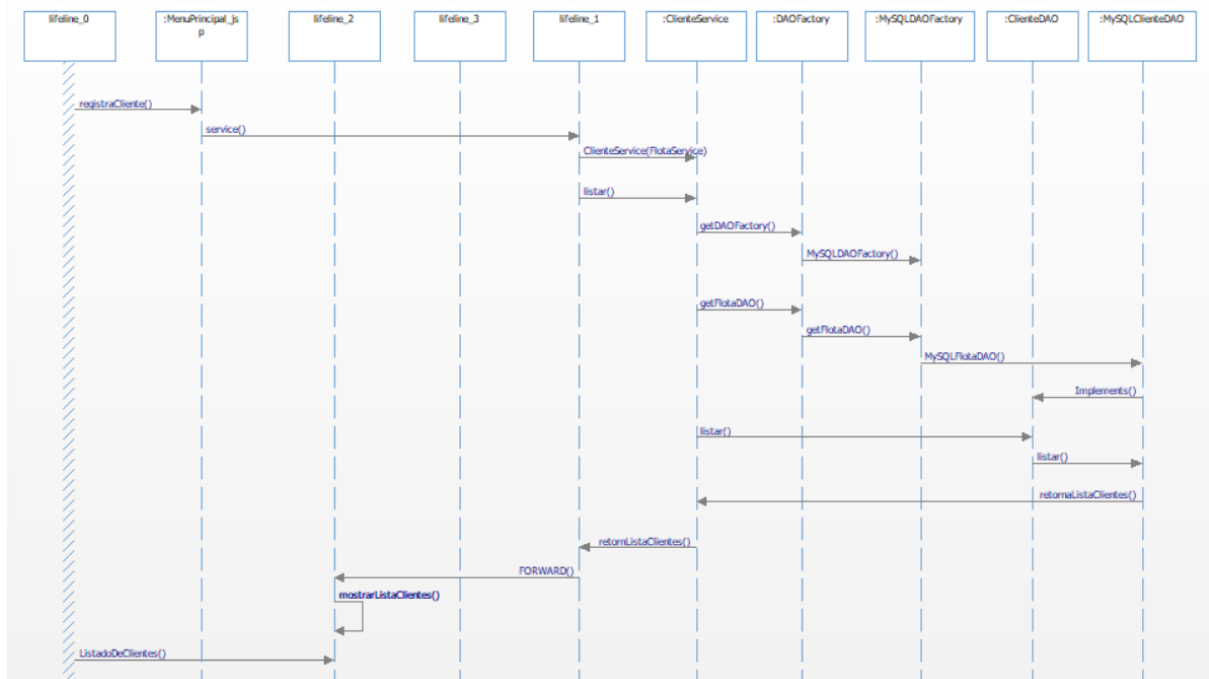 lifeline_0
:MenuPrincipal_js
p
lifeline_2
lifeline_3
lifeline_1
:ClienteService
:DAOFactory
:MySQLDAOFactory
:ClienteDAO
:MySQLClienteDAO
registraCliente()
service()
ClienteService(FlotaService)
listar()
getDAOFactory()
MySQLDAOFactory()
getFlotaDAO()
getFlotaDAO()
MySQLFlotaDAO()
Implements()
listar()
listar()
retornaListaClientes()
retornListaClientes()
FORWARD()
mostrarListaClientes()
ListadoDeClientes()